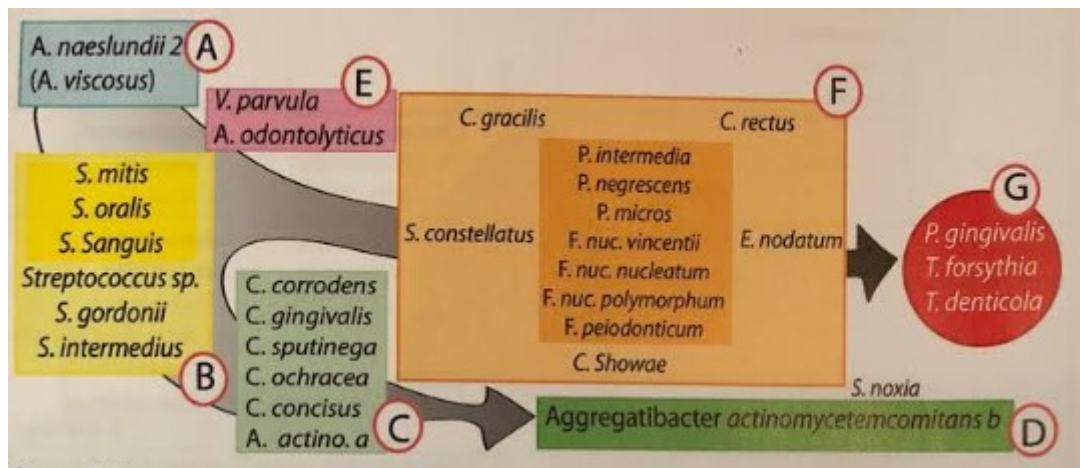 A. naeslundii 2
(A. viscosus)
A
V. parvula
A. odontolyticus
E
S. mitis
S. oralis
S. Sanguis
Streptococcus sp.
S. gordonii
S. intermedius
B
C. corrodens
C. gingivalis
C. sputinega
C. ochracea
C. concisus
A. actino. a
C
F
C. gracilis
C. rectus
P. intermedia
P. negrescens
P. micros
S. constellatus
F. nuc. vincentii
E. nodatum
F. nuc. nucleatum
F. nuc. polymorphum
F. peiodonticum
C. Showae
S. noxia
Aggregatibacter actinomycetemcomitans b
D
G
P. gingivalis
T. forsythia
T. denticola